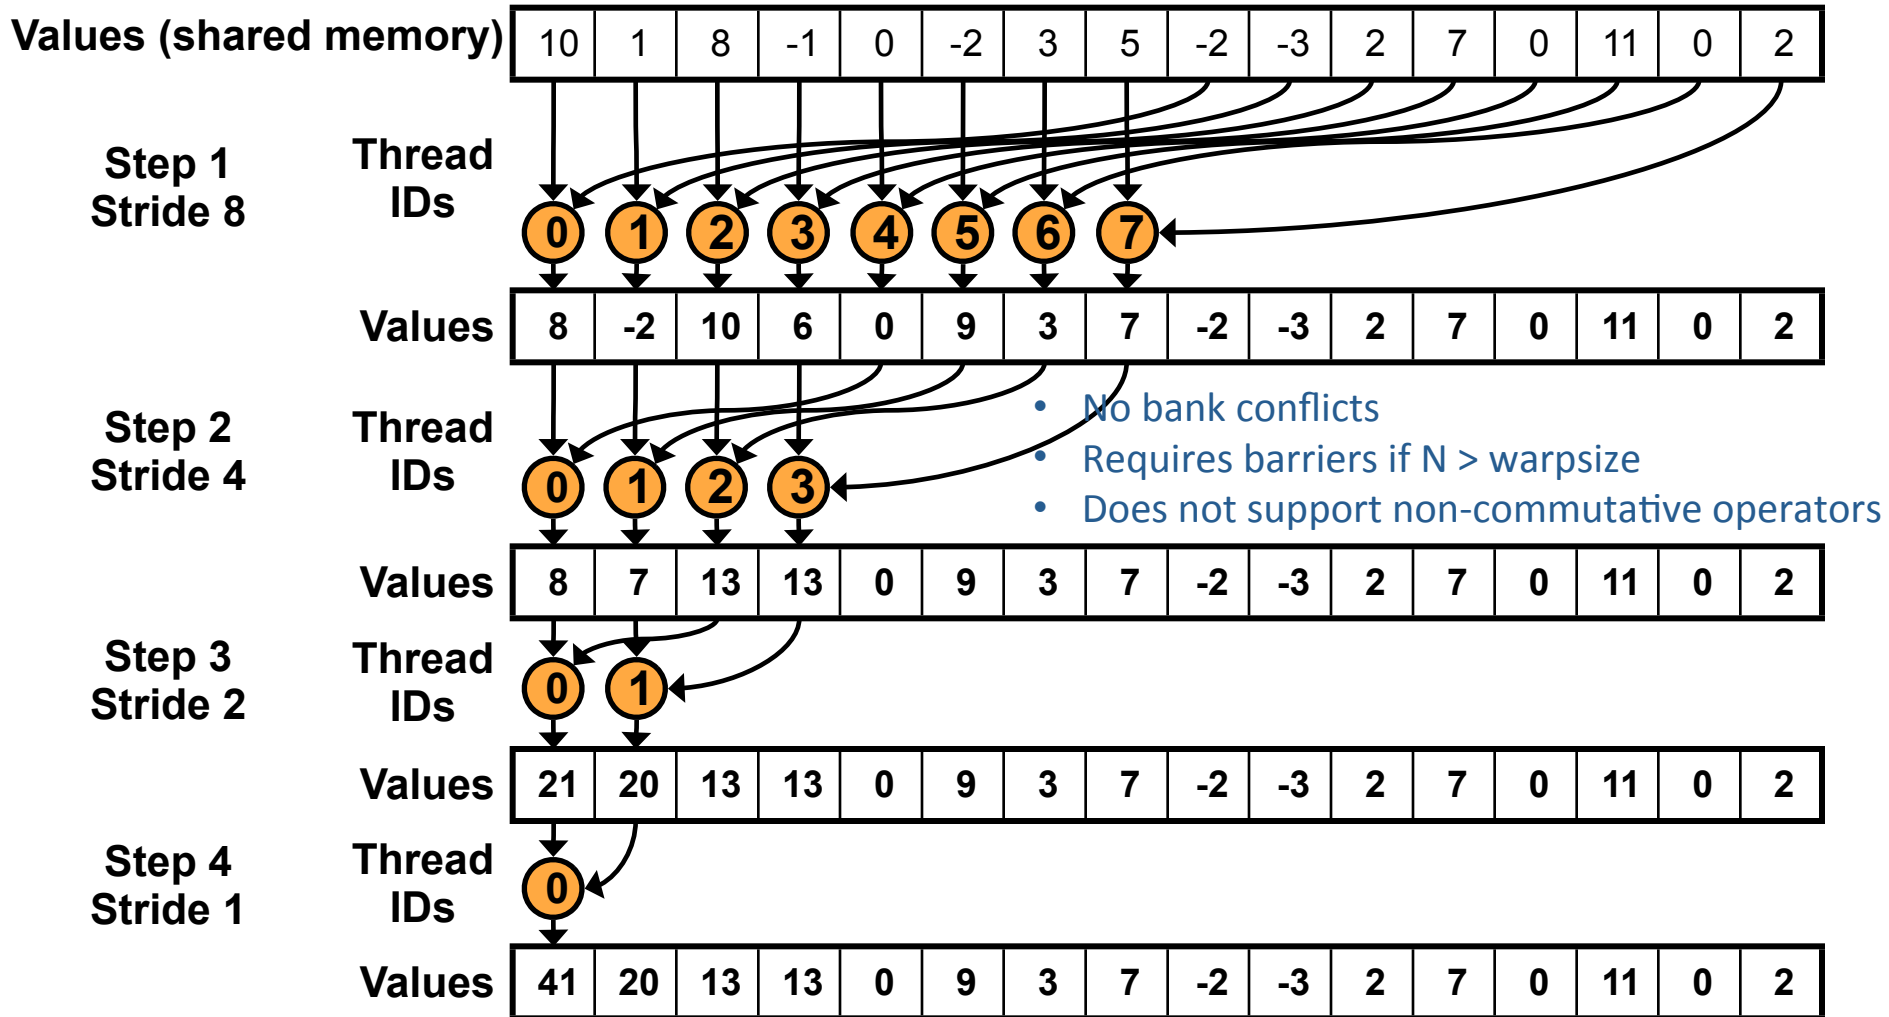 Values (shared memory) 10 1 8 -1 0 -2 3 5 -2 -3 2 7 0 11 0 2
Step 1
Stride 8
Thread
IDs
0 1 2 3 4 5 6 7
Values 8 -2 10 6 0 9 3 7 -2 -3 2 7 0 11 0 2
Step 2
Stride 4
Thread
IDs
0 1 2 3
• No bank conflicts
• Requires barriers if N > warpsize
• Does not support non-commutative operators
Values 8 7 13 13 0 9 3 7 -2 -3 2 7 0 11 0 2
Step 3
Stride 2
Thread
IDs
0 1
Values 21 20 13 13 0 9 3 7 -2 -3 2 7 0 11 0 2
Step 4
Stride 1
Thread
IDs
0
Values 41 20 13 13 0 9 3 7 -2 -3 2 7 0 11 0 2